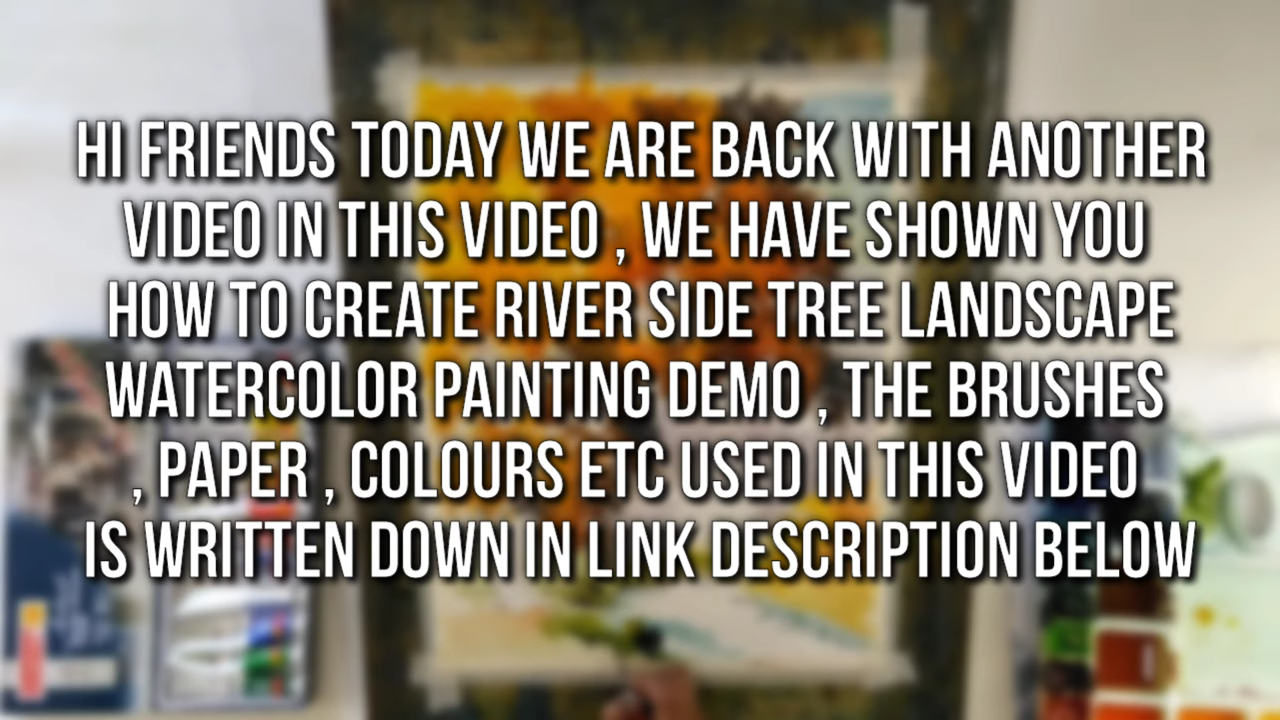 HI FRIENDS TODAY WE ARE BACK WITH ANOTHER
VIDEO IN THIS VIDEO , WE HAVE SHOWN YOU
HOW TO CREATE RIVER SIDE TREE LANDSCAPE
WATERCOLOR PAINTING DEMO , THE BRUSHES
, PAPER , COLOURS ETC USED IN THIS VIDEO
IS WRITTEN DOWN IN LINK DESCRIPTION BELOW